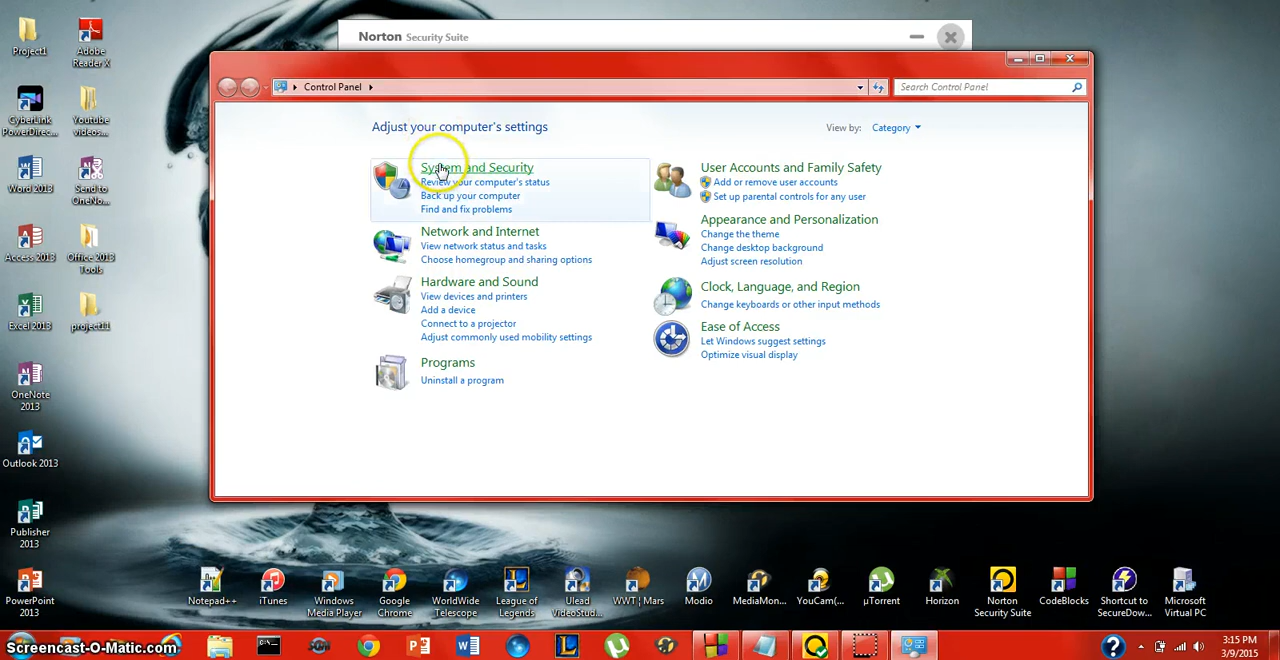 Norton Security Suite
Control Panel
Search Control Panel
Adjust your computer's settings
View by: Category
System and Security
Review your computer's status
Back up your computer
Find and fix problems
Network and Internet
View network status and tasks
Choose homegroup and sharing options
Hardware and Sound
View devices and printers
Add a device
Connect to a projector
Adjust commonly used mobility settings
Programs
Uninstall a program
User Accounts and Family Safety
Add or remove user accounts
Set up parental controls for any user
Appearance and Personalization
Change the theme
Change desktop background
Adjust screen resolution
Clock, Language, and Region
Change keyboards or other input methods
Ease of Access
Let Windows suggest settings
Optimize visual display
Project1
Adobe
Reader X
CyberLink
PowerDirec...
Youtube
videos...
Word 2013
Send to
OneNo...
Access 2013
Office 2013
Tools
Excel 2013
project11
OneNote
2013
Outlook 2013
Publisher
2013
PowerPoint
2013
Notepad++
iTunes
Windows
Media Player
Google
Chrome
WorldWide
Telescope
League of
Legends
Ulead
VideoStud...
WWT | Mars
Modio
MediaMon...
YouCam(...
µTorrent
Horizon
Norton
Security Suite
CodeBlocks
Shortcut to
SecureDow...
Microsoft
Virtual PC
Screencast-O-Matic.com
3:15 PM
3/9/2015